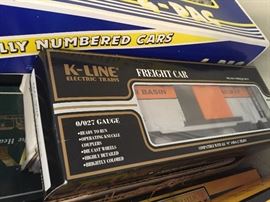 -PAC
LLY NUMBERED CARS
K-LINE
ELECTRIC TRAINS
FREIGHT CAR
0/027 GAUGE
•READY TO RUN
•OPERATING KNUCKLE
COUPLERS
•DIE CAST WHEELS
•HIGHLY DETAILED
•BRIGHTLY COLORED
BASIN